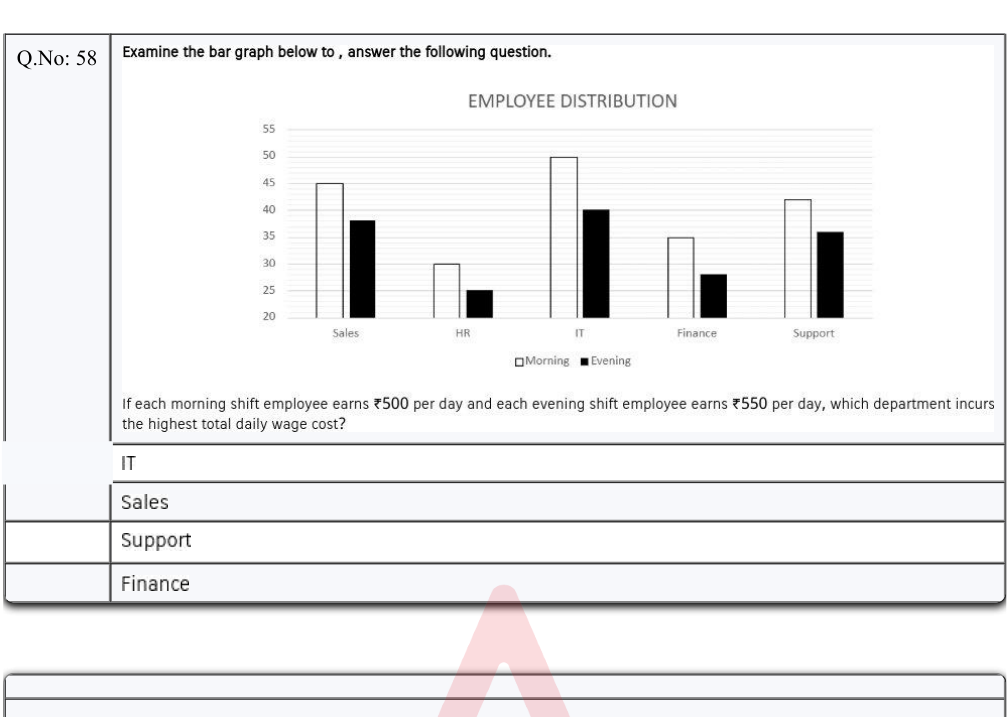 Q.No: 58
Examine the bar graph below to , answer the following question.
EMPLOYEE DISTRIBUTION
55
50
45
40
35
30
25
20
Sales HR IT Finance Support
Morning Evening
If each morning shift employee earns ₹500 per day and each evening shift employee earns ₹550 per day, which department incurs
the highest total daily wage cost?
IT
Sales
Support
Finance